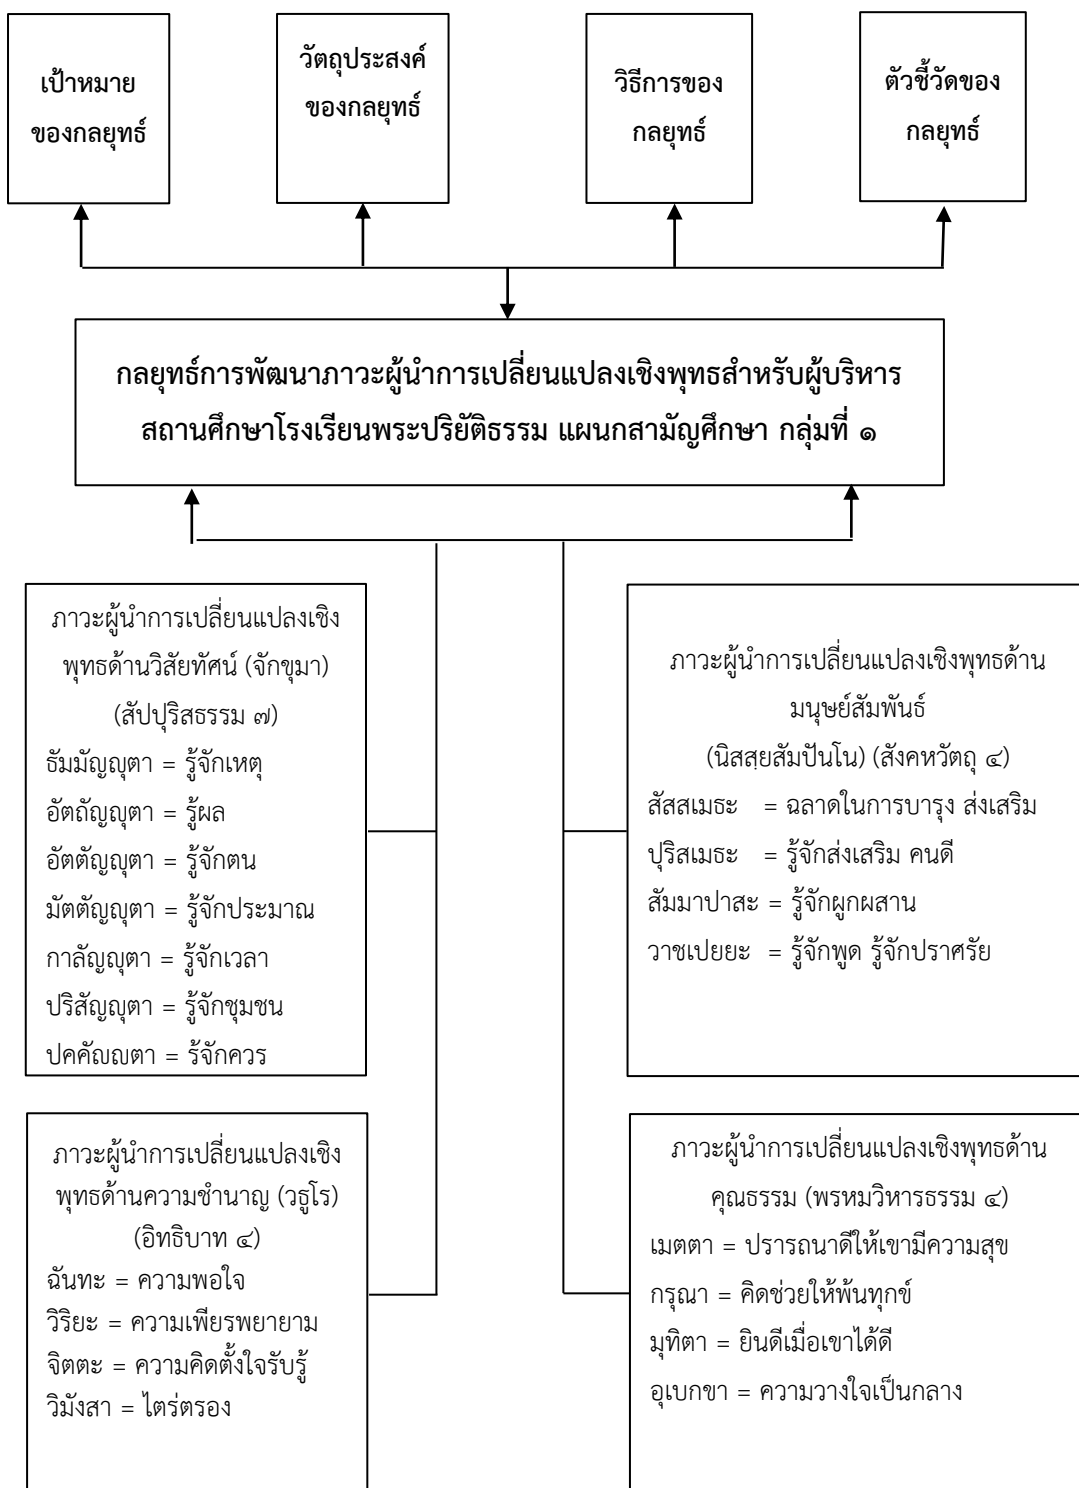 เป้าหมาย
ของกลยุทธ์
วัตถุประสงค์
ของกลยุทธ์
วิธีการของ
กลยุทธ์
ตัวชี้วัดของ
กลยุทธ์
กลยุทธ์การพัฒนาภาวะผู้นำการเปลี่ยนแปลงเชิงพุทธสำหรับผู้บริหาร
สถานศึกษาโรงเรียนพระปริยัติธรรม แผนกสามัญศึกษา กลุ่มที่ ๑
ภาวะผู้นำการเปลี่ยนแปลงเชิง
พุทธด้านวิสัยทัศน์ (จักขุมา)
(สัปปุริสธรรม ๗)
ธัมมัญญุตา = รู้จักเหตุ
อัตถัญญุตา = รู้ผล
อัตตัญญุตา = รู้จักตน
มัตตัญญุตา = รู้จักประมาณ
กาลัญญุตา = รู้จักเวลา
ปริสัญญุตา = รู้จักชุมชน
ปุคคัญญุตา = รู้จักควร
ภาวะผู้นำการเปลี่ยนแปลงเชิงพุทธด้าน
มนุษย์สัมพันธ์
(นิสสฺยสัมปันโน) (สังคหวัตถุ ๔)
สัสสเมธะ = ฉลาดในการบารุง ส่งเสริม
ปุริสเมธะ = รู้จักส่งเสริม คนดี
สัมมาปาสะ = รู้จักผูกผสาน
วาชเปยยะ = รู้จักพูด รู้จักปราศรัย
ภาวะผู้นำการเปลี่ยนแปลงเชิง
พุทธด้านความชำนาญ (วธูโร)
(อิทธิบาท ๔)
ฉันทะ = ความพอใจ
วิริยะ = ความเพียรพยายาม
จิตตะ = ความคิดตั้งใจรับรู้
วิมังสา = ไตร่ตรอง
ภาวะผู้นำการเปลี่ยนแปลงเชิงพุทธด้าน
คุณธรรม (พรหมวิหารธรรม ๔)
เมตตา = ปรารถนาดีให้เขามีความสุข
กรุณา = คิดช่วยให้พ้นทุกข์
มุทิตา = ยินดีเมื่อเขาได้ดี
อุเบกขา = ความวางใจเป็นกลาง